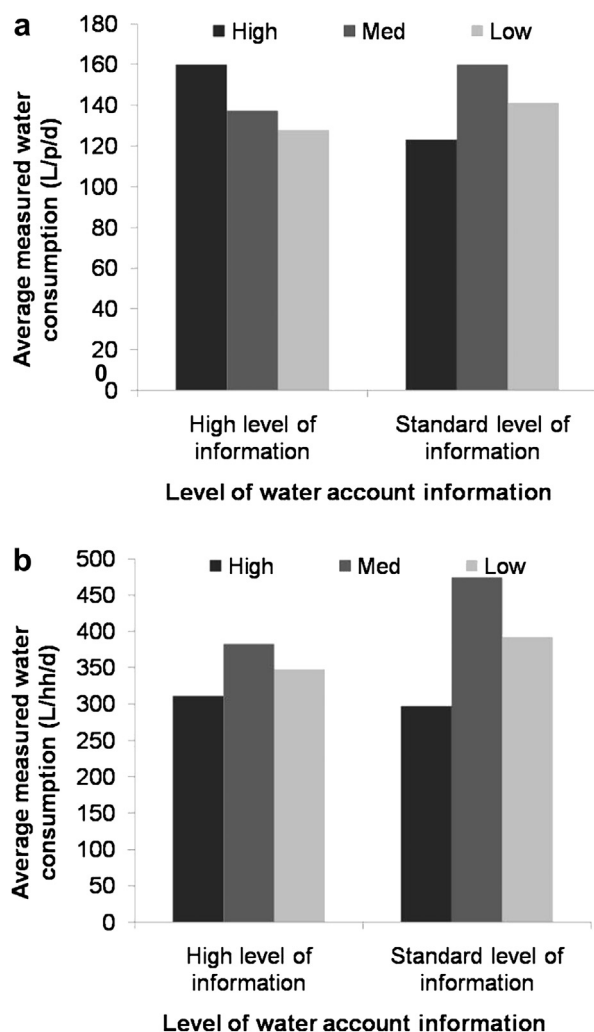 a
High Med Low
Average measured water
consumption (L/p/d)
180
160
140
120
100
80
60
40
20
0
0
High level of
information
Standard level of
information
Level of water account information
b
High Med Low
Average measured water
consumption (L/hh/d)
500
450
400
350
300
250
200
150
100
50
0
High level of
information
Standard level of
information
Level of water account information